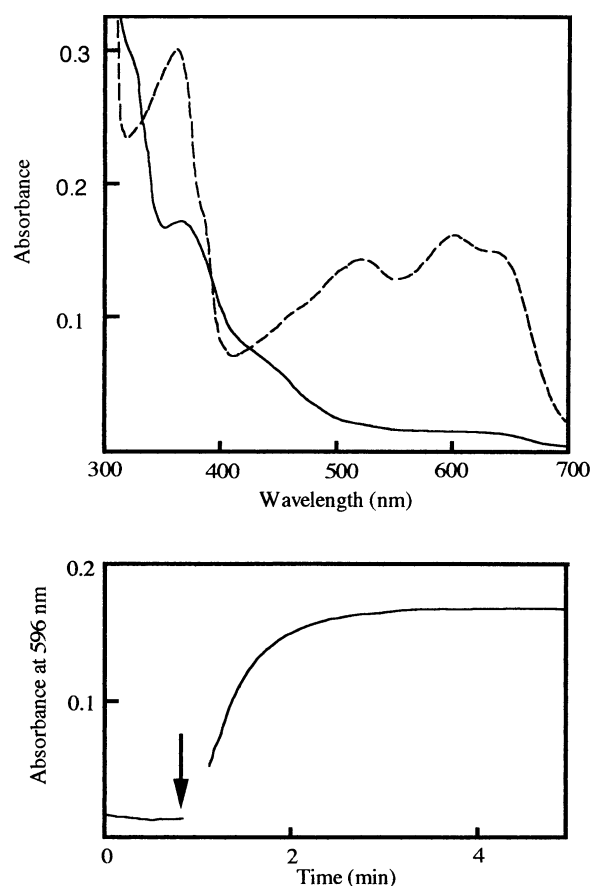 0.3
0.2
0.1
Absorbance
300 400 500 600 700
Wavelength (nm)
0.2
0.1
Absorbance at 596 nm
0 2 4
Time (min)